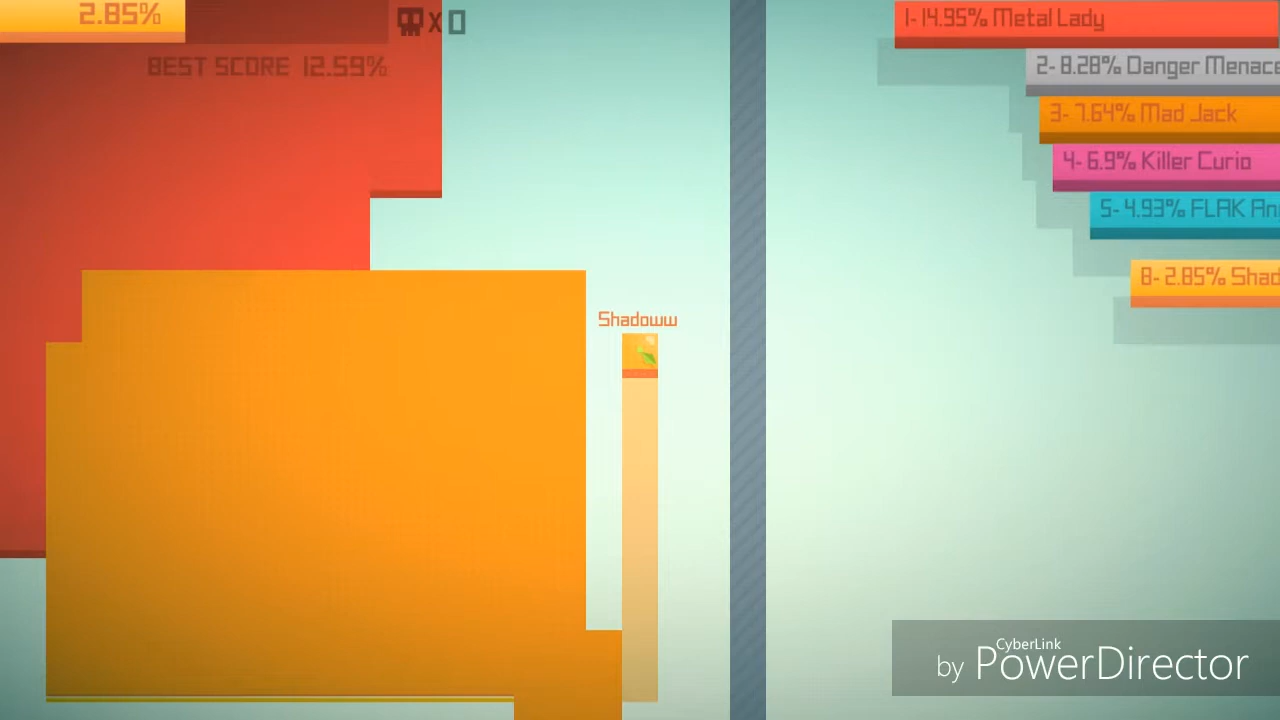 2.85%
X 0
BEST SCORE 12.59%
1- 14.95% Metal Lady
2- 8.28% Danger Menace
3- 7.64% Mad Jack
4- 6.9% Killer Curio
5- 4.93% FLAK An
8- 2.85% Shad
Shadoww
CyberLink
by PowerDirector